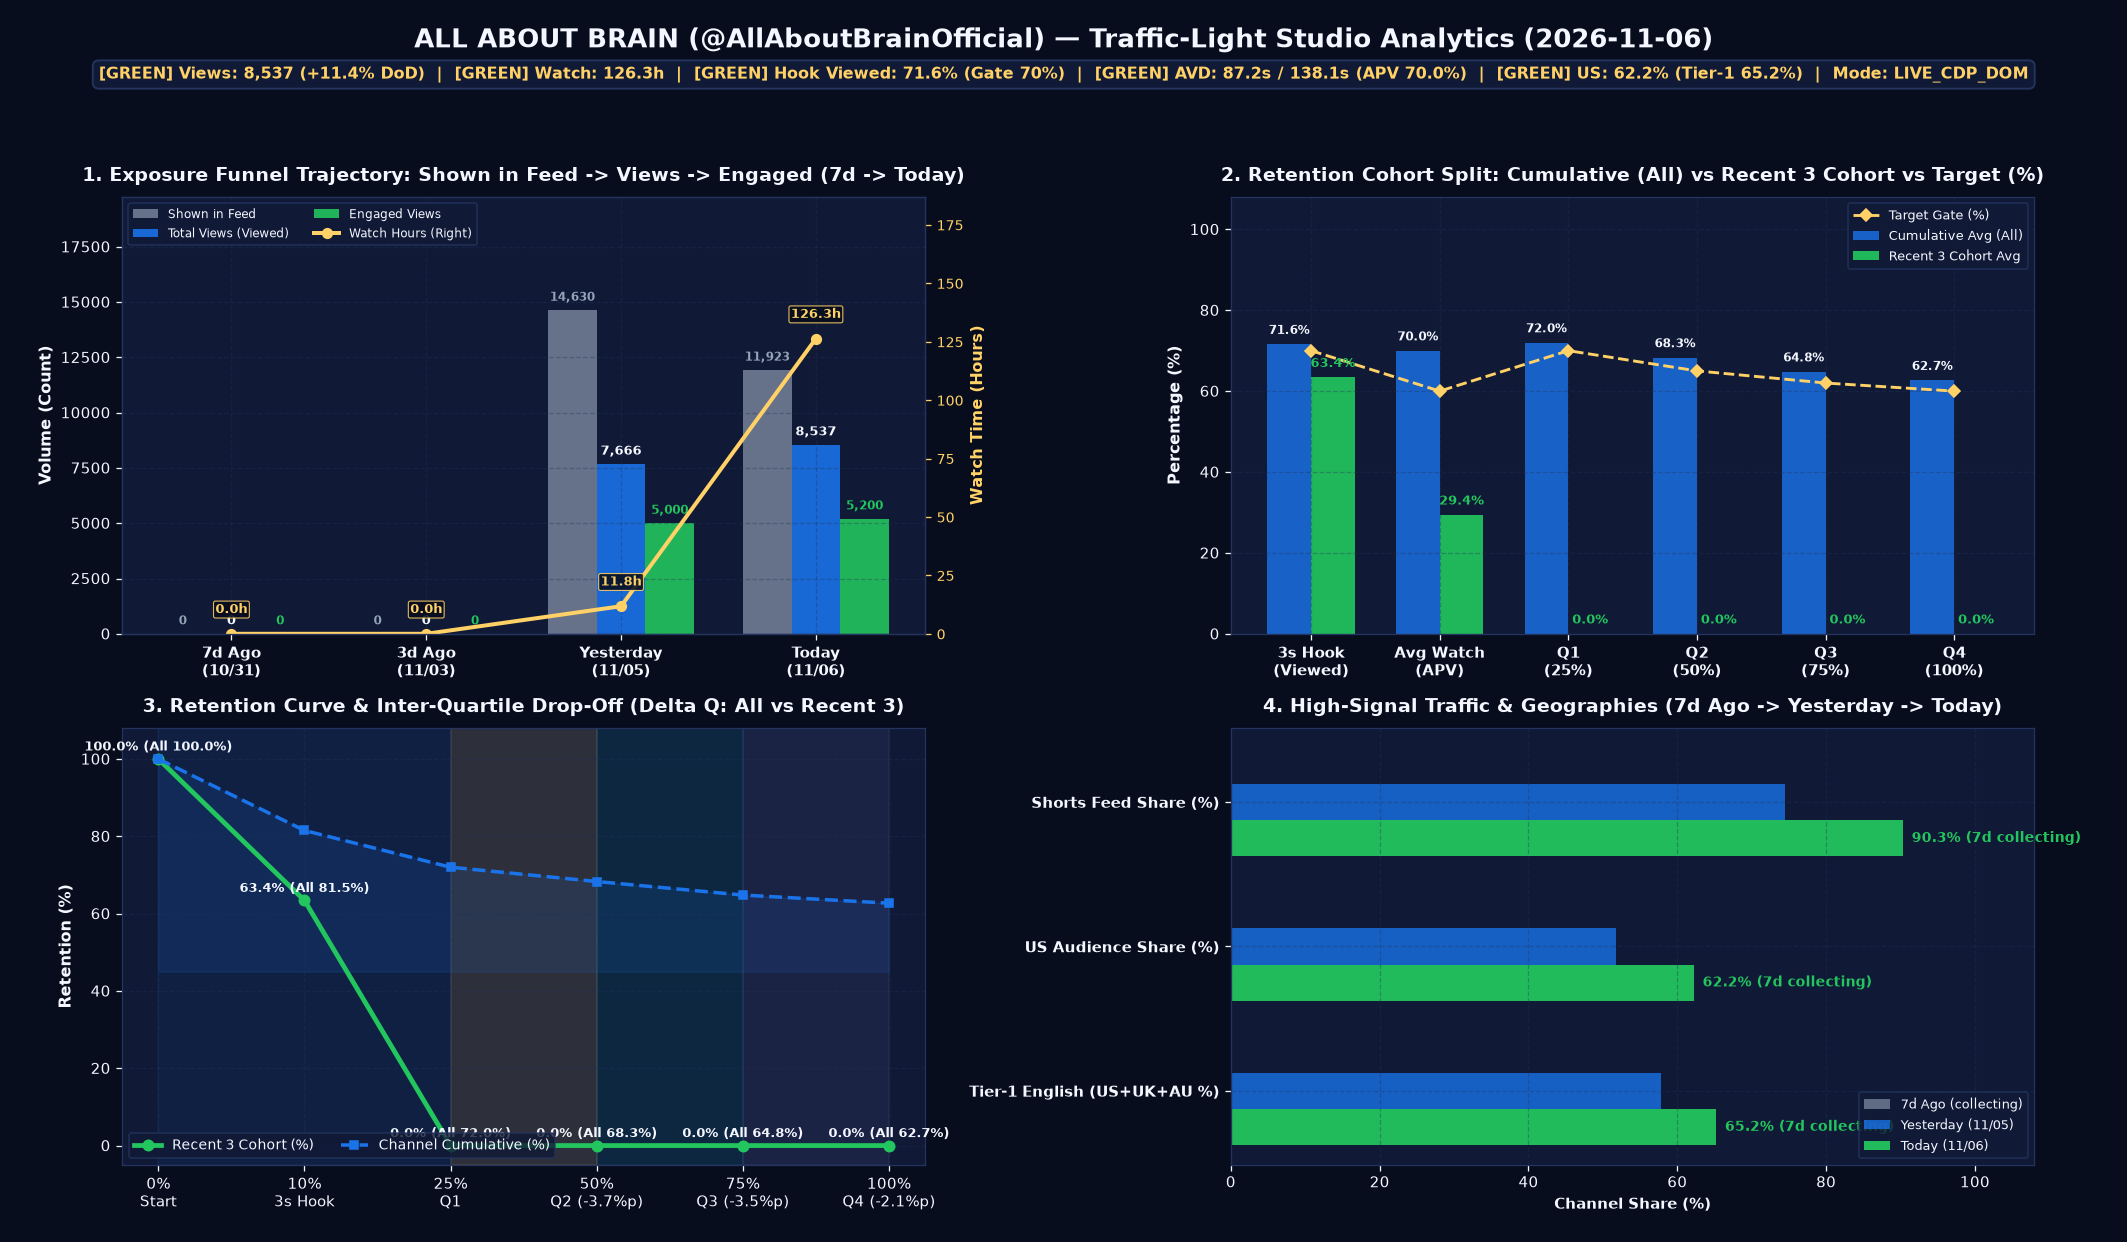 ALL ABOUT BRAIN (@AllAboutBrainOfficial) — Traffic-Light Studio Analytics (2026-11-06)
[GREEN] Views: 8,537 (+11.4% DoD) | [GREEN] Watch: 126.3h | [GREEN] Hook Viewed: 71.6% (Gate 70%) | [GREEN] AVD: 87.2s / 138.1s (APV 70.0%) | [GREEN] US: 62.2% (Tier-1 65.2%) | Mode: LIVE_CDP_DOM
1. Exposure Funnel Trajectory: Shown in Feed -> Views -> Engaged (7d -> Today)
Shown in Feed
Total Views (Viewed)
Engaged Views
Watch Hours (Right)
Volume (Count)
17500
15000
12500
10000
7500
5000
2500
0
175
150
125
100
75
50
25
0
Watch Time (Hours)
0
0.0h
0
0
0
0.0h
0
0
14,630
7,666
5,000
11.8h
11,923
8,537
5,200
126.3h
7d Ago
(10/31)
3d Ago
(11/03)
Yesterday
(11/05)
Today
(11/06)
2. Retention Cohort Split: Cumulative (All) vs Recent 3 Cohort vs Target (%)
Target Gate (%)
Cumulative Avg (All)
Recent 3 Cohort Avg
Percentage (%)
100
80
60
40
20
0
71.6%
63.4%
70.0%
29.4%
72.0%
0.0%
68.3%
0.0%
64.8%
0.0%
62.7%
0.0%
3s Hook
(Viewed)
Avg Watch
(APV)
Q1
(25%)
Q2
(50%)
Q3
(75%)
Q4
(100%)
3. Retention Curve & Inter-Quartile Drop-Off (Delta Q: All vs Recent 3)
Retention (%)
100
80
60
40
20
0
100.0% (All 100.0%)
63.4% (All 81.5%)
0.0% (All 72.0%)
0.0% (All 68.3%)
0.0% (All 64.8%)
0.0% (All 62.7%)
Recent 3 Cohort (%)
Channel Cumulative (%)
0%
Start
10%
3s Hook
25%
Q1
50%
Q2 (-3.7%p)
75%
Q3 (-3.5%p)
100%
Q4 (-2.1%p)
4. High-Signal Traffic & Geographies (7d Ago -> Yesterday -> Today)
Shorts Feed Share (%)
90.3% (7d collecting)
US Audience Share (%)
62.2% (7d collecting)
Tier-1 English (US+UK+AU %)
65.2% (7d collecting)
7d Ago (collecting)
Yesterday (11/05)
Today (11/06)
0
20
40
60
80
100
Channel Share (%)